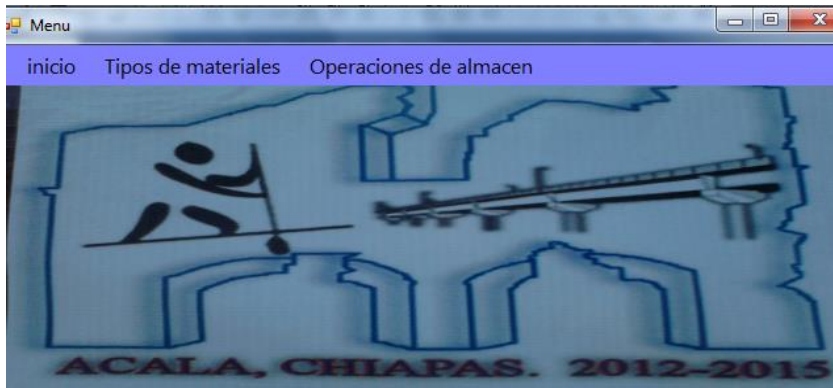 Menu
inicio Tipos de materiales Operaciones de almacen
ACALA, CHIAPAS. 2012-2015